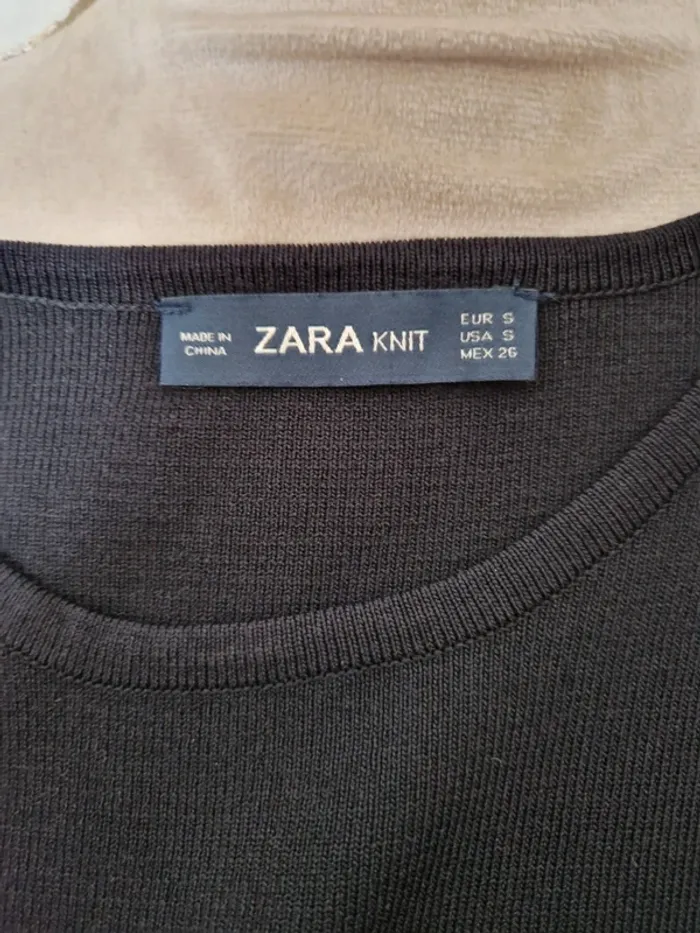 MADE IN
CHINA
ZARA KNIT
EUR S
USA S
MEX 26